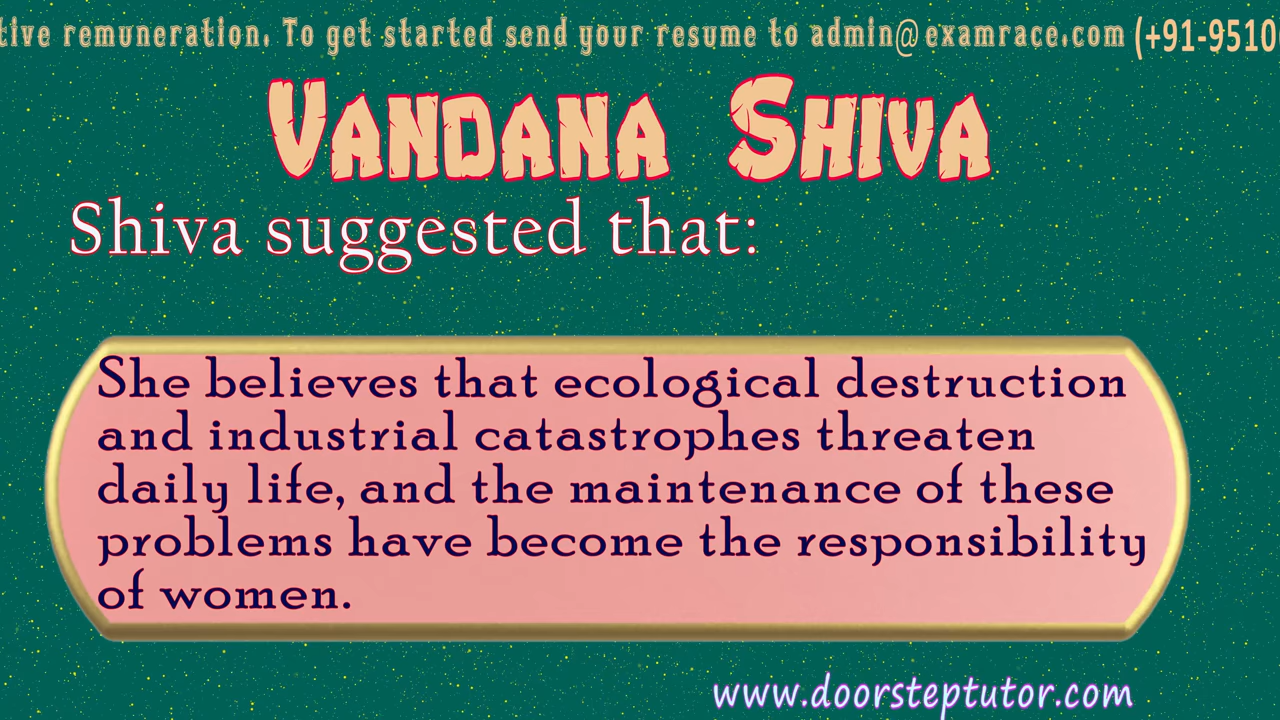 tive remuneration. To get started send your resume to admin@examrace.com (+91-9510
Vandana Shiva
Shiva suggested that:
She believes that ecological destruction
and industrial catastrophes threaten
daily life, and the maintenance of these
problems have become the responsibility
of women.
www.doorsteptutor.com